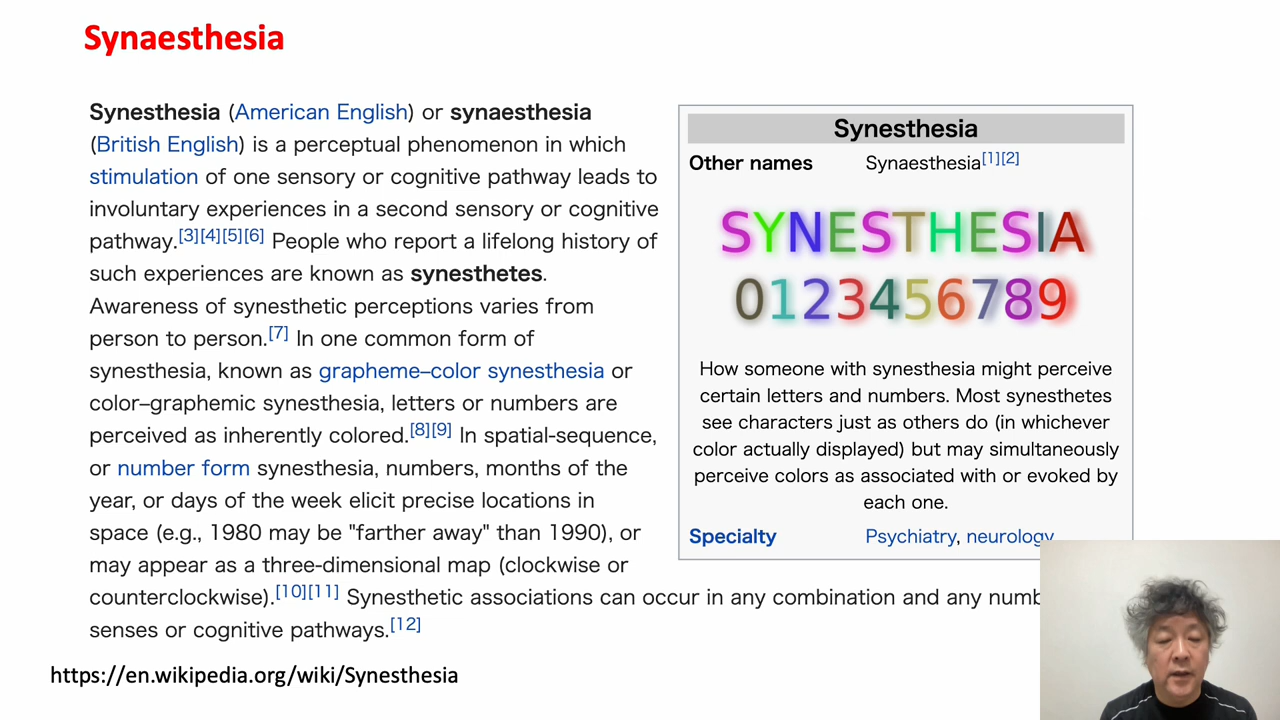 Synaesthesia
Synesthesia (American English) or synaesthesia
(British English) is a perceptual phenomenon in which
stimulation of one sensory or cognitive pathway leads to
involuntary experiences in a second sensory or cognitive
pathway.[3][4][5][6] People who report a lifelong history of
such experiences are known as synesthetes.
Awareness of synesthetic perceptions varies from
person to person.[7] In one common form of
synesthesia, known as grapheme–color synesthesia or
color–graphemic synesthesia, letters or numbers are
perceived as inherently colored.[8][9] In spatial-sequence,
or number form synesthesia, numbers, months of the
year, or days of the week elicit precise locations in
space (e.g., 1980 may be "farther away" than 1990), or
may appear as a three-dimensional map (clockwise or
counterclockwise).[10][11] Synesthetic associations can occur in any combination and any
senses or cognitive pathways.[12]
Synesthesia
Other names Synaesthesia[1][2]
SYNESTHESIA
0123456789
How someone with synesthesia might perceive
certain letters and numbers. Most synesthetes
see characters just as others do (in whichever
color actually displayed) but may simultaneously
perceive colors as associated with or evoked by
each one.
Specialty Psychiatry, neurology
https://en.wikipedia.org/wiki/Synesthesia